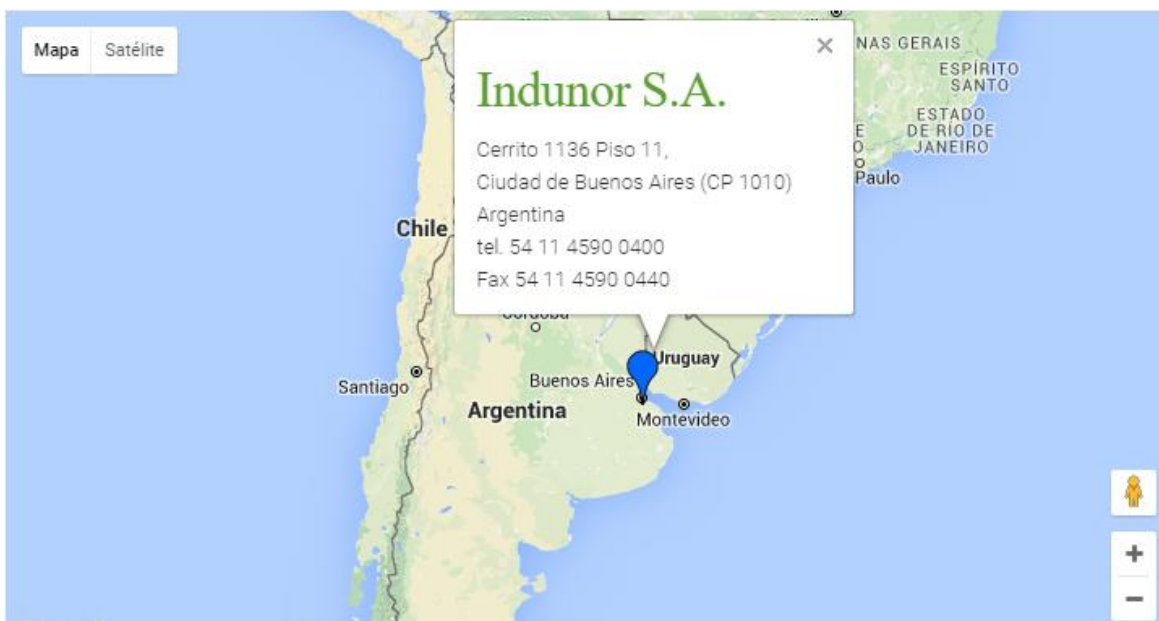 Mapa
Satélite
Indunor S.A.
Cerrito 1136 Piso 11,
Ciudad de Buenos Aires (CP 1010)
Argentina
tel. 54 11 4590 0400
Fax 54 11 4590 0440
NAS GERAIS
ESPÍRITO
SANTO
ESTADO
DE RÍO DE
JANEIRO
Paulo
Chile
Córdoba
Uruguay
Santiago
Buenos Aires
Argentina
Montevideo